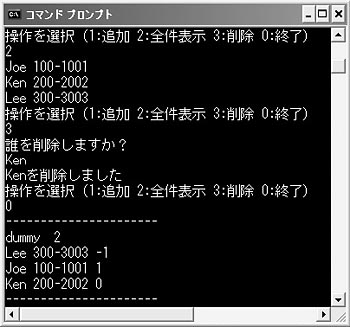 コマンド プロンプト
操作を選択（1:追加 2:全件表示 3:削除 0:終了）
2
Joe 100-1001
Ken 200-2002
Lee 300-3003
操作を選択（1:追加 2:全件表示 3:削除 0:終了）
3
誰を削除しますか？
Ken
Kenを削除しました
操作を選択（1:追加 2:全件表示 3:削除 0:終了）
0
----------------------
dummy  2
Lee 300-3003 -1
Joe 100-1001 1
Ken 200-2002 0
----------------------